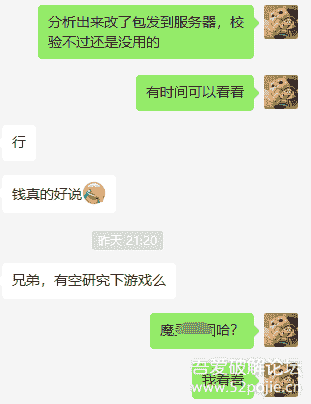 分析出来改了包到服务器，校
验不过还是没用的
有时间可以看看
行
钱真的好说
昨天 21:20
兄弟，有空研究下游戏么
魔 哈?
我看看
吾爱破解论坛
www.52pojie.cn